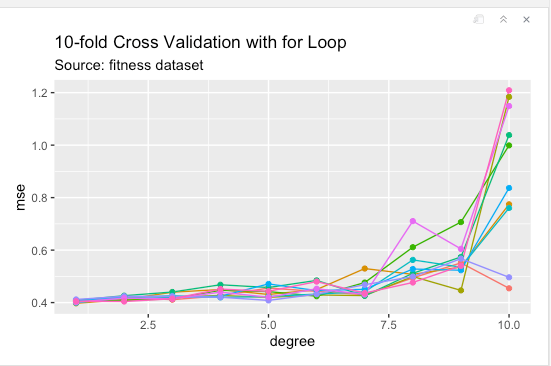 10-fold Cross Validation with for Loop
Source: fitness dataset
1.2
1.0
0.8
0.6
0.4
mse
2.5 5.0 7.5 10.0
degree